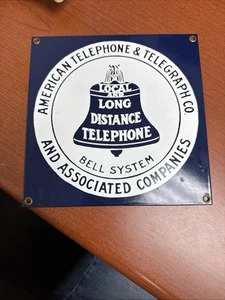 AMERICAN TELEPHONE & TELEGRAPH CO.
LOCAL
AND
LONG
DISTANCE
TELEPHONE
BELL SYSTEM
AND ASSOCIATED COMPANIES